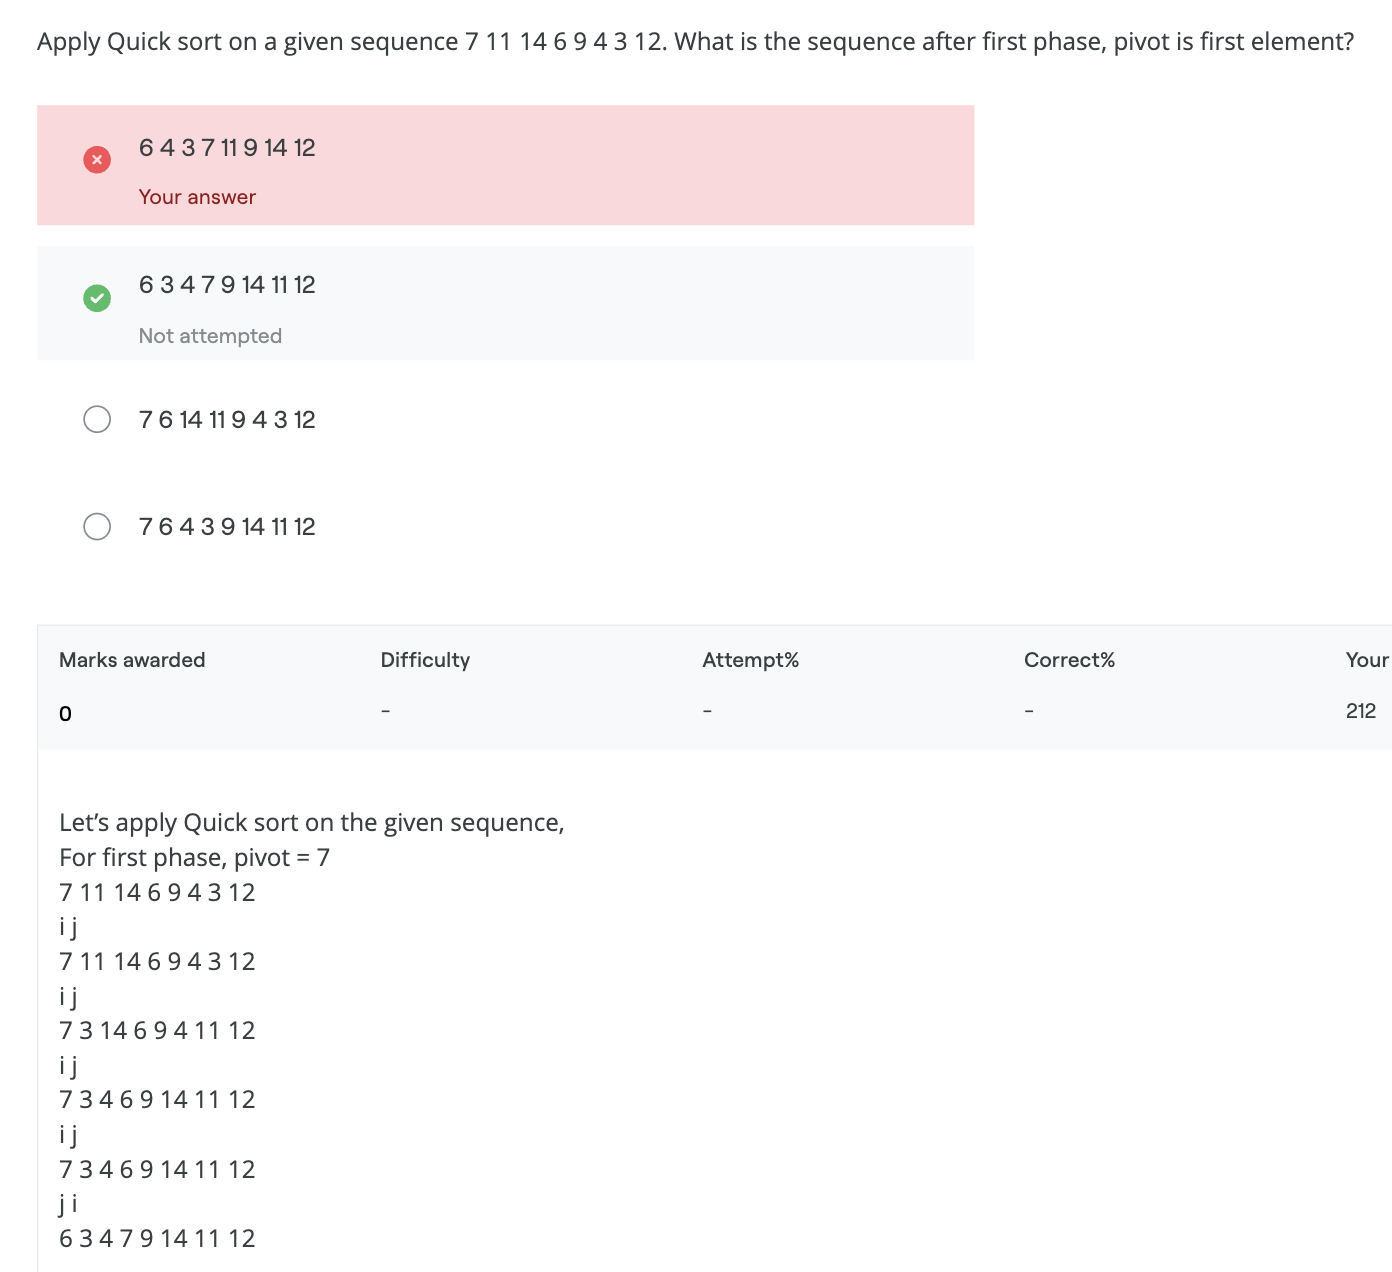 Apply Quick sort on a given sequence 7 11 14 6 9 4 3 12. What is the sequence after first phase, pivot is first element?
6 4 3 7 11 9 14 12
Your answer
6 3 4 7 9 14 11 12
Not attempted
7 6 14 11 9 4 3 12
7 6 4 3 9 14 11 12
Marks awarded Difficulty Attempt% Correct% Your
0 - - - 212
Let's apply Quick sort on the given sequence,
For first phase, pivot = 7
7 11 14 6 9 4 3 12
i j
7 11 14 6 9 4 3 12
i j
7 3 14 6 9 4 11 12
i j
7 3 4 6 9 14 11 12
i j
7 3 4 6 9 14 11 12
j i
6 3 4 7 9 14 11 12